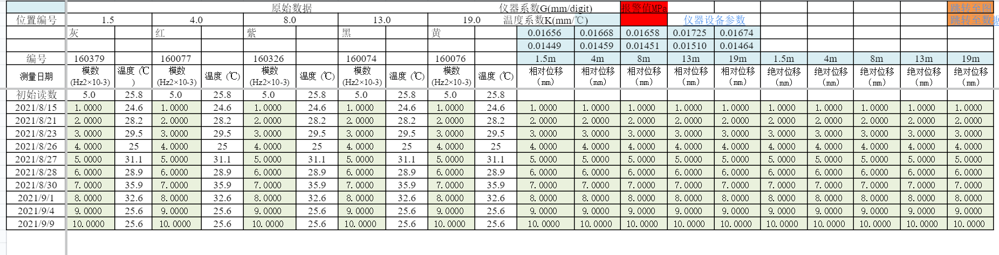 原始数据 仪器系数G(mm/digit) 报警值MPa 跳转至图
位置编号 1.5 4.0 8.0 13.0 19.0 温度系数K(mm/℃) 仪器设备参数 跳转至数据
灰 红 紫 黑 黄 0.01656 0.01668 0.01658 0.01725 0.01674
0.01449 0.01459 0.01451 0.01510 0.01464
编号 160379 160077 160326 160074 160076 1.5m 4m 8m 13m 19m 1.5m 4m 8m 13m 19m
测量日期 模数 (Hz2×10-3) 温度 (℃) 模数 (Hz2×10-3) 温度 (℃) 模数 (Hz2×10-3) 温度 (℃) 模数 (Hz2×10-3) 温度 (℃) 模数 (Hz2×10-3) 温度 (℃) 相对位移 (mm) 相对位移 (mm) 相对位移 (mm) 相对位移 (mm) 相对位移 (mm) 绝对位移 (mm) 绝对位移 (mm) 绝对位移 (mm) 绝对位移 (mm) 绝对位移 (mm)
初始读数 5.0 25.8 5.0 25.8 5.0 25.8 5.0 25.8 5.0 25.8
2021/8/15 1.0000 24.6 1.0000 24.6 1.0000 24.6 1.0000 24.6 1.0000 24.6 1.0000 1.0000 1.0000 1.0000 1.0000 1.0000 1.0000 1.0000 1.0000 1.0000
2021/8/21 2.0000 28.2 2.0000 28.2 2.0000 28.2 2.0000 28.2 2.0000 28.2 2.0000 2.0000 2.0000 2.0000 2.0000 2.0000 2.0000 2.0000 2.0000 2.0000
2021/8/23 3.0000 29.5 3.0000 29.5 3.0000 29.5 3.0000 29.5 3.0000 29.5 3.0000 3.0000 3.0000 3.0000 3.0000 3.0000 3.0000 3.0000 3.0000 3.0000
2021/8/26 4.0000 25 4.0000 25 4.0000 25 4.0000 25 4.0000 25 4.0000 4.0000 4.0000 4.0000 4.0000 4.0000 4.0000 4.0000 4.0000 4.0000
2021/8/27 5.0000 31.1 5.0000 31.1 5.0000 31.1 5.0000 31.1 5.0000 31.1 5.0000 5.0000 5.0000 5.0000 5.0000 5.0000 5.0000 5.0000 5.0000 5.0000
2021/8/28 6.0000 28.9 6.0000 28.9 6.0000 28.9 6.0000 28.9 6.0000 28.9 6.0000 6.0000 6.0000 6.0000 6.0000 6.0000 6.0000 6.0000 6.0000 6.0000
2021/8/30 7.0000 35.9 7.0000 35.9 7.0000 35.9 7.0000 35.9 7.0000 35.9 7.0000 7.0000 7.0000 7.0000 7.0000 7.0000 7.0000 7.0000 7.0000 7.0000
2021/9/1 8.0000 32.6 8.0000 32.6 8.0000 32.6 8.0000 32.6 8.0000 32.6 8.0000 8.0000 8.0000 8.0000 8.0000 8.0000 8.0000 8.0000 8.0000 8.0000
2021/9/4 9.0000 25.6 9.0000 25.6 9.0000 25.6 9.0000 25.6 9.0000 25.6 9.0000 9.0000 9.0000 9.0000 9.0000 9.0000 9.0000 9.0000 9.0000 9.0000
2021/9/9 10.0000 25.6 10.0000 25.6 10.0000 25.6 10.0000 25.6 10.0000 25.6 10.0000 10.0000 10.0000 10.0000 10.0000 10.0000 10.0000 10.0000 10.0000 10.0000